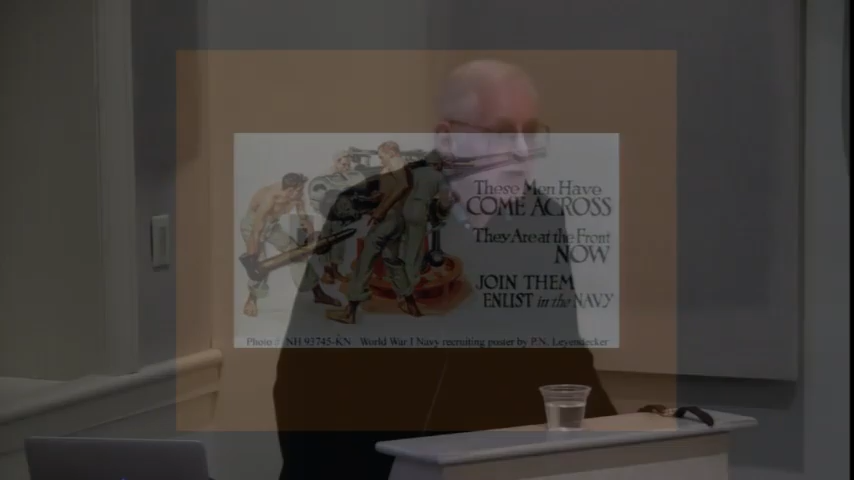 These Men Have
COME ACROSS
They Are at the Front
NOW
JOIN THEM
ENLIST in the NAVY
Photo # NH 93745-KN World War I Navy recruiting poster by P.N. Leyendecker